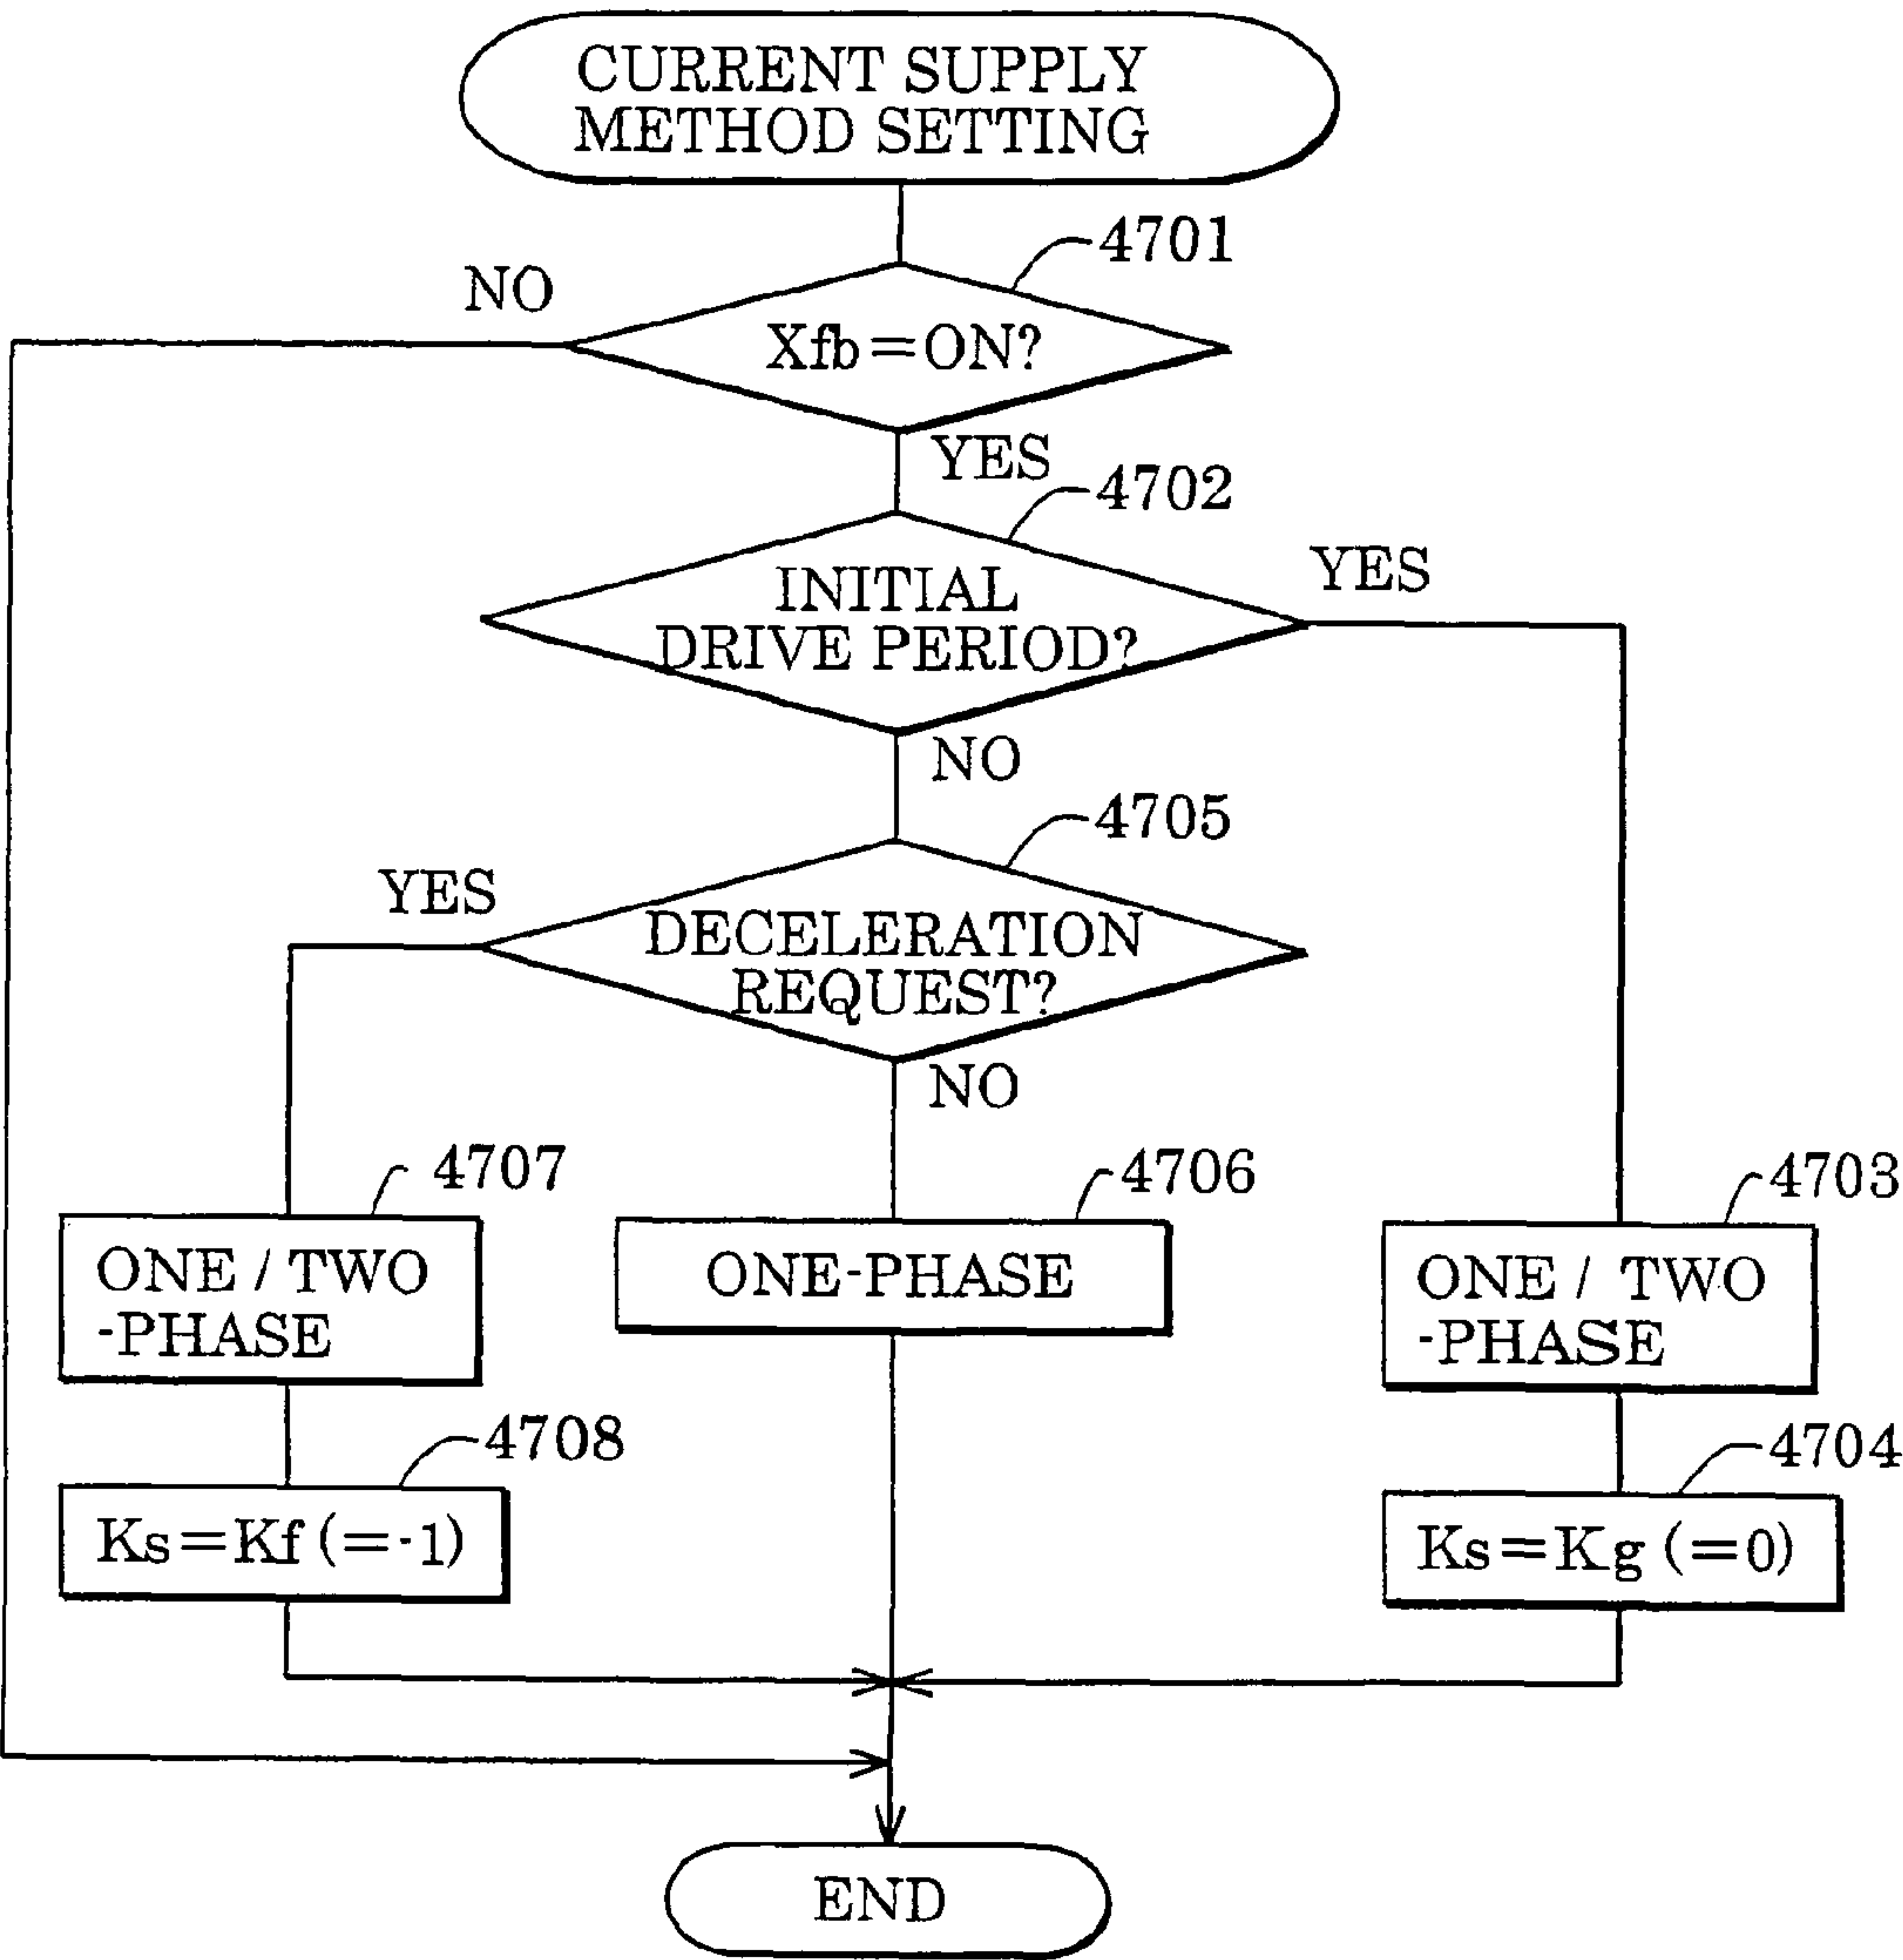 CURRENT SUPPLY
METHOD SETTING
4701
NO
Xfb=ON?
YES
4702
INITIAL
DRIVE PERIOD?
YES
NO
4705
YES
DECELERATION
REQUEST?
NO
4707
4706
4703
ONE / TWO
-PHASE
ONE-PHASE
ONE / TWO
-PHASE
4708
4704
Ks=Kf (=-1)
Ks=Kg (=0)
END